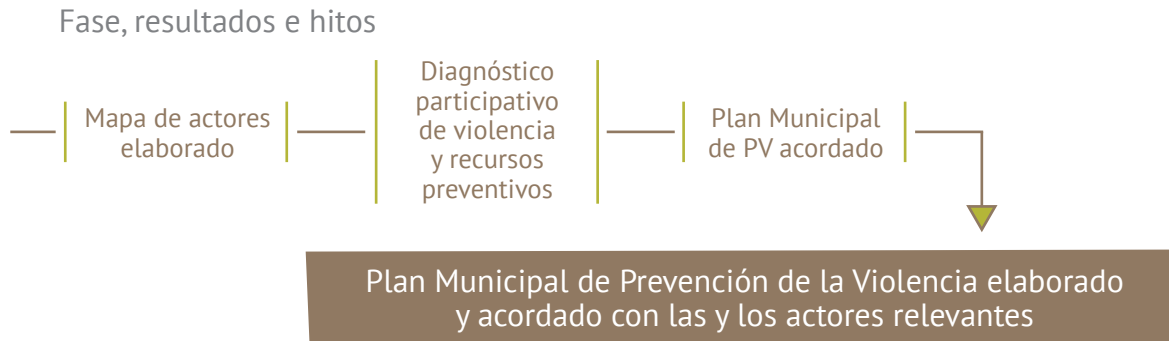 Fase, resultados e hitos
Mapa de actores
elaborado
Diagnóstico
participativo
de violencia
y recursos
preventivos
Plan Municipal
de PV acordado
Plan Municipal de Prevención de la Violencia elaborado
y acordado con las y los actores relevantes